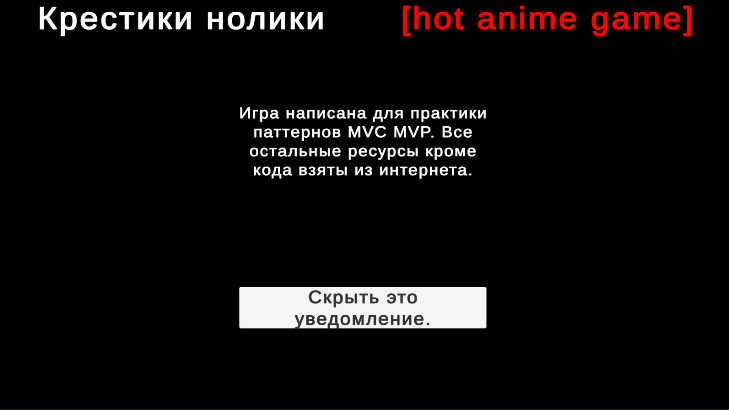 Крестики нолики [hot anime game]
Игра написана для практики
паттернов MVC MVP. Все
остальные ресурсы кроме
кода взяты из интернета.
Скрыть это
уведомление.